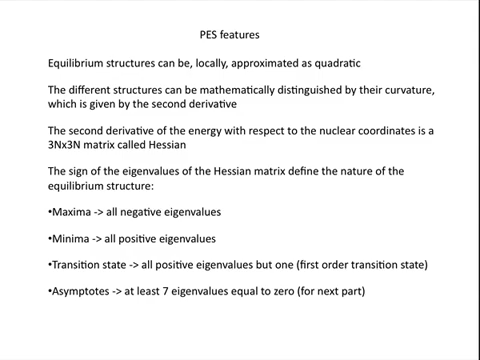 PES features
Equilibrium structures can be, locally, approximated as quadratic
The different structures can be mathematically distinguished by their curvature,
which is given by the second derivative
The second derivative of the energy with respect to the nuclear coordinates is a
3Nx3N matrix called Hessian
The sign of the eigenvalues of the Hessian matrix define the nature of the
equilibrium structure:
•Maxima -> all negative eigenvalues
•Minima -> all positive eigenvalues
•Transition state -> all positive eigenvalues but one (first order transition state)
•Asymptotes -> at least 7 eigenvalues equal to zero (for next part)